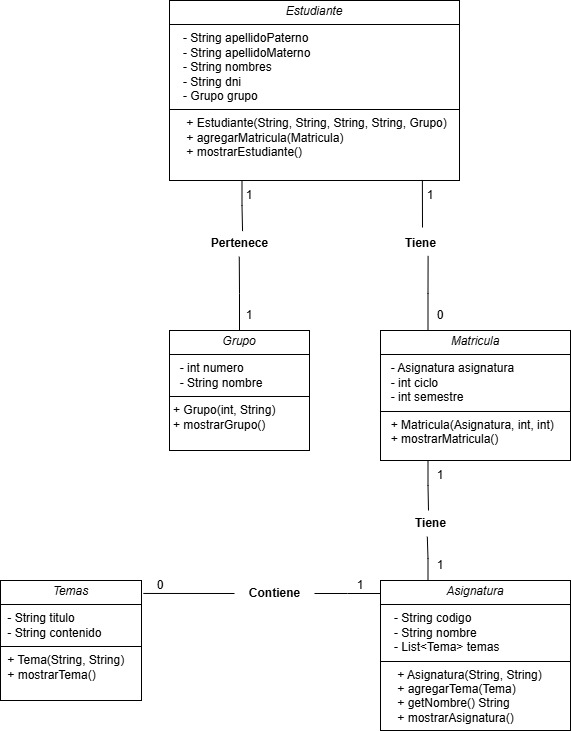 Estudiante
- String apellidoPaterno
- String apellidoMaterno
- String nombres
- String dni
- Grupo grupo
+ Estudiante(String, String, String, String, Grupo)
+ agregarMatricula(Matricula)
+ mostrarEstudiante()
1
1
Pertenece
Tiene
1
0
Grupo
- int numero
- String nombre
+ Grupo(int, String)
+ mostrarGrupo()
Matricula
- Asignatura asignatura
- int ciclo
- int semestre
+ Matricula(Asignatura, int, int)
+ mostrarMatricula()
1
Tiene
1
Temas
- String titulo
- String contenido
+ Tema(String, String)
+ mostrarTema()
0
Contiene
1
Asignatura
- String codigo
- String nombre
- List<Tema> temas
+ Asignatura(String, String)
+ agregarTema(Tema)
+ getNombre() String
+ mostrarAsignatura()